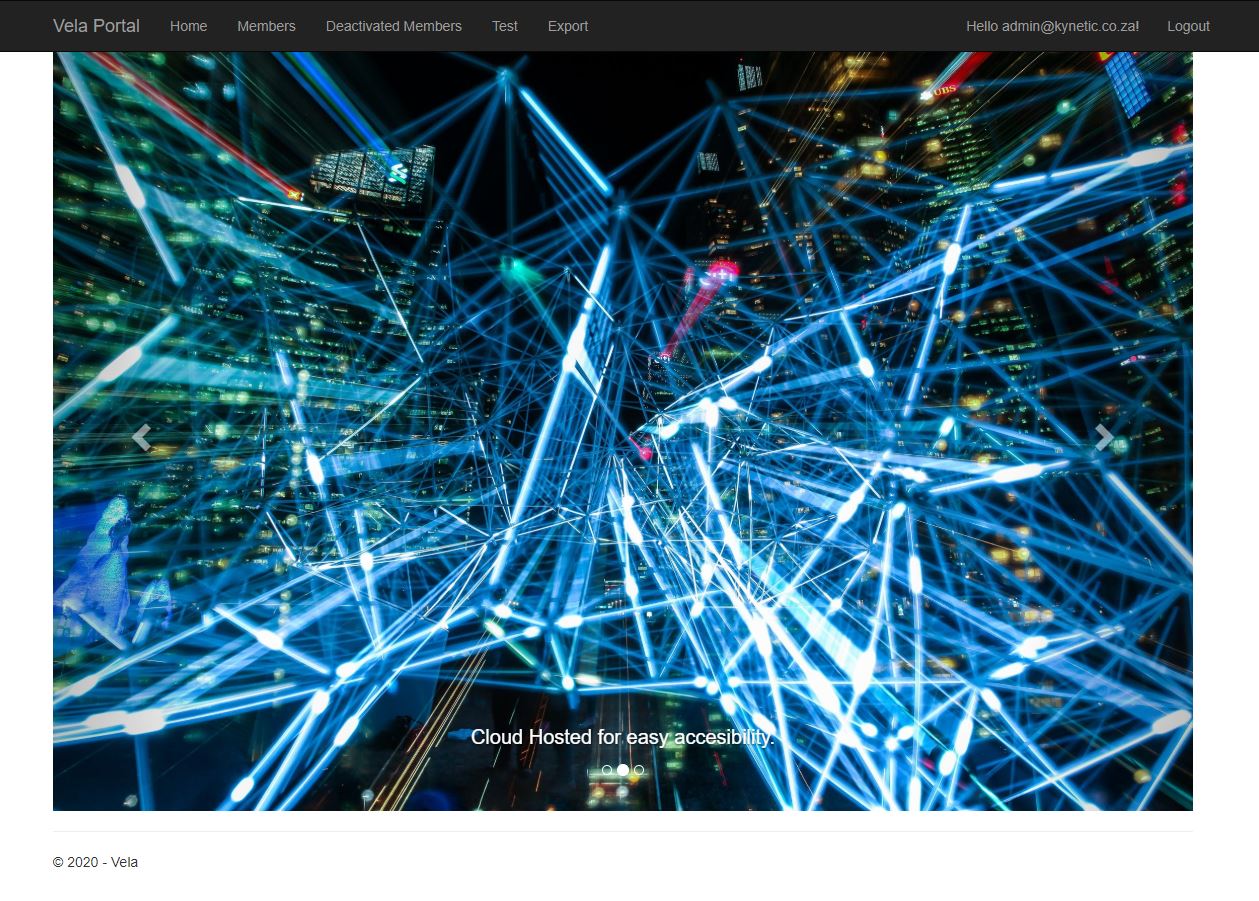 Vela Portal Home Members Deactivated Members Test Export Hello admin@kynetic.co.za! Logout
UBS
Cloud Hosted for easy accesibility.
© 2020 - Vela